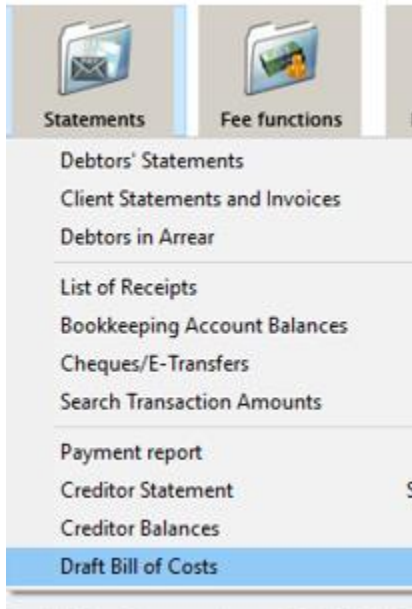 Statements Fee functions
Debtors' Statements
Client Statements and Invoices
Debtors in Arrear
List of Receipts
Bookkeeping Account Balances
Cheques/E-Transfers
Search Transaction Amounts
Payment report
Creditor Statement
Creditor Balances
Draft Bill of Costs